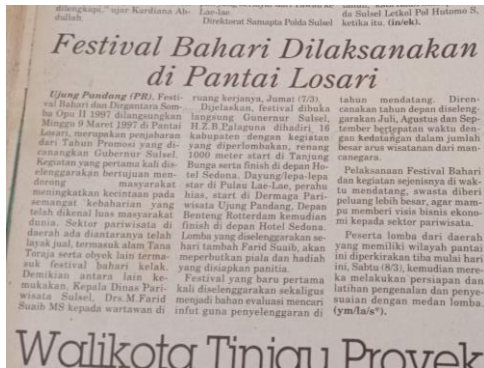 dilengkapi," ujar Kerdiana Ab-
dullah
Lae-lae.
Direktorat Samapta Polda Sulsel
da Sulsel Letkol Pol Hutomo S,
ketika itu. (in/ek).
Festival Bahari Dilaksanakan
di Pantai Losari
Ujung Pandang (PR). Festi-
val Bahari dan Dirgantara Som-
ba Opu II 1997 dilangsungkan
Minggu 9 Maret 1997 di Pantai
Losari, merupakan penjabaran
dari Tahun Promosi yang di-
canangkan Gubernur Sulsel.
Kegiatan yang pertama kali dis-
elenggarakan bertujuan men-
dorong masyarakat
meningkatkan kecintaan pada
semangat kebaharian yang
telah dikenal luas masyarakat
dunia. Sektor pariwisata di
daerah ada diantaranya telah
layak jual, termasuk alam Tana
Toraja serta obyek lain terma-
suk festival bahari kelak.
Demikian antara lain ke-
mukakan, Kepala Dinas Pari-
wisata Sulsel, Drs.M.Farid
Suaib MS kepada wartawan di
ruang kerjanya, Jumat (7/3).
Dijelaskan, festival dibuka
langsung Gunernur Sulsel,
H.Z.B.Palaguna dihadiri 16
kabupaten dengan kegiatan
yang diperlombakan, renang
1000 meter start di Tanjung
Bunga serta finish di depan Ho-
tel Sedona. Dayung/lepa-lepa
star di Pulau Lae-Lae, perahu
hias, start di Dermaga Pari-
wisata Ujung Pandang, Depan
Benteng Rotterdam kemudian
finish di depan Hotel Sedona.
Lomba yang diselenggarakan se-
hari tambah Farid Suaib, akan
meperbutkan piala dan hadiah
yang disiapkan panitia.
Festival yang baru pertama
kali diselenggarakan sekaligus
menjadi bahan evaluasi mencari
infut guna penyelenggaran di
tahun mendatang. Diren-
canakan tahun depan diseleng-
garakan Juli, Agustus dan Sep-
tember bertepatan waktu den-
gan kedatangan dalam jumlah
besar arus wisatawan dari man-
canegara.
Pelaksanaan Festival Bahari
dan kegiatan sejenisnya di wak-
tu mendatang, swasta diberi
peluang lebih besar, agar mam-
pu memberi visis bisnis ekono-
mi kepada sektor pariwisata.
Peserta lomba dari daerah
yang memiliki wilayah pantai
ini diperkirakan tiba mulai hari
ini, Sabtu (8/3), kemudian mere-
ka melakukan persiapan dan
latihan pengenalan dan penye-
suaian dengan medan lomba.
(ym/la/s*).
Walikota Tinjau Proyek